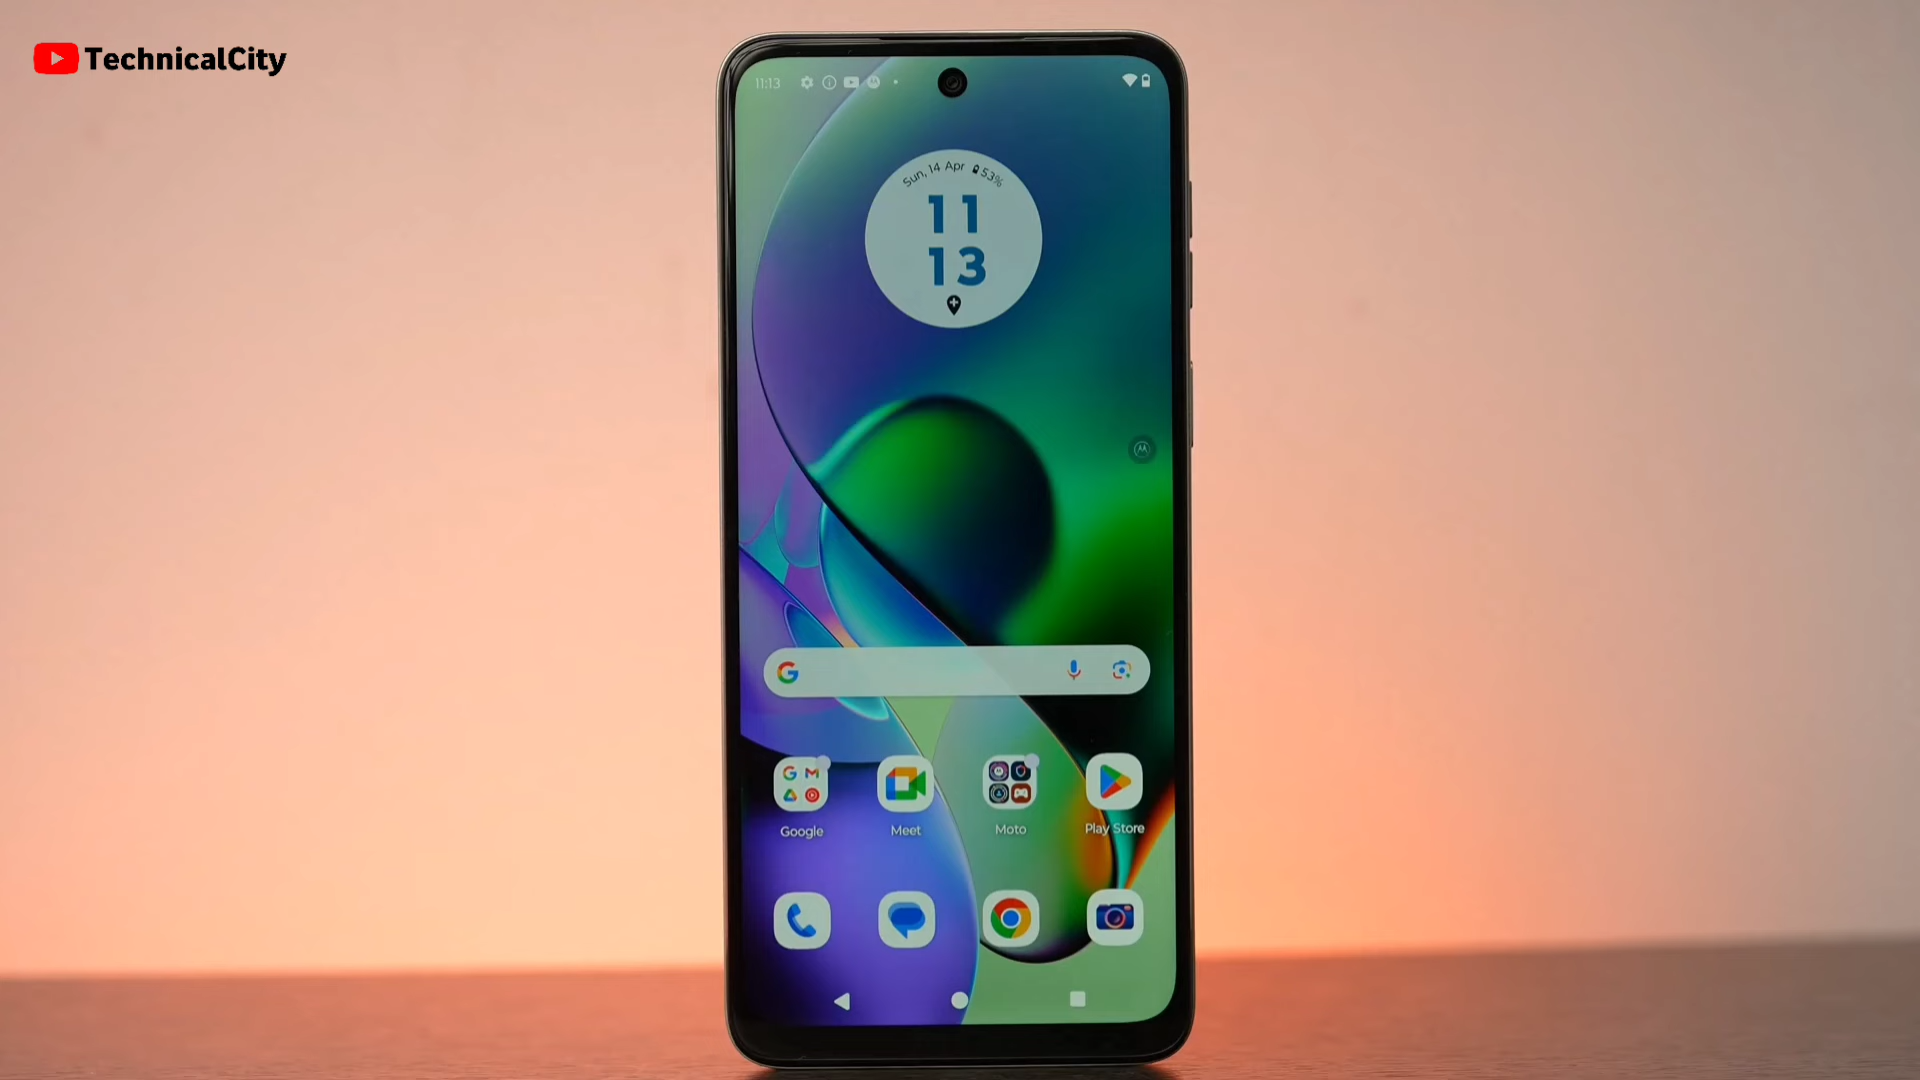 TechnicalCity
11:13
Sun, 14 Apr 53%
11
13
Google
Meet
Moto
Play Store